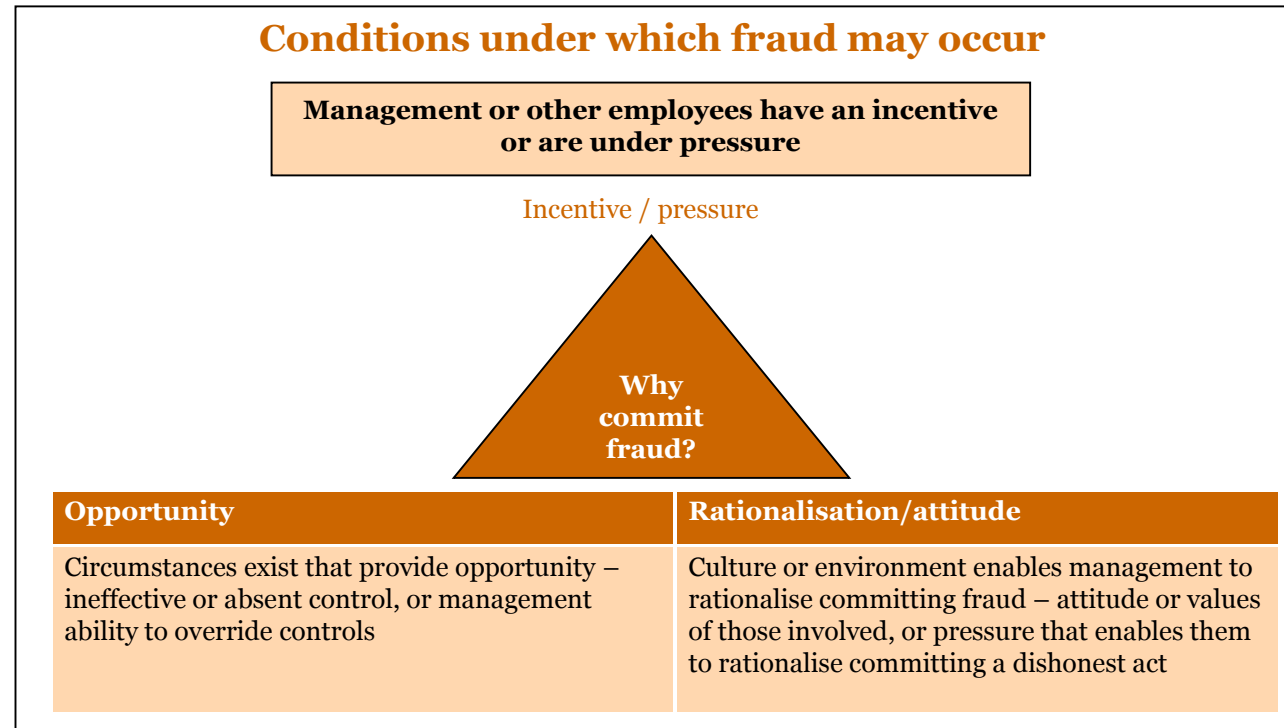 Conditions under which fraud may occur
Management or other employees have an incentive
or are under pressure
Incentive / pressure
Why
commit
fraud?
Opportunity
Rationalisation/attitude
Circumstances exist that provide opportunity –
ineffective or absent control, or management
ability to override controls
Culture or environment enables management to
rationalise committing fraud – attitude or values
of those involved, or pressure that enables them
to rationalise committing a dishonest act